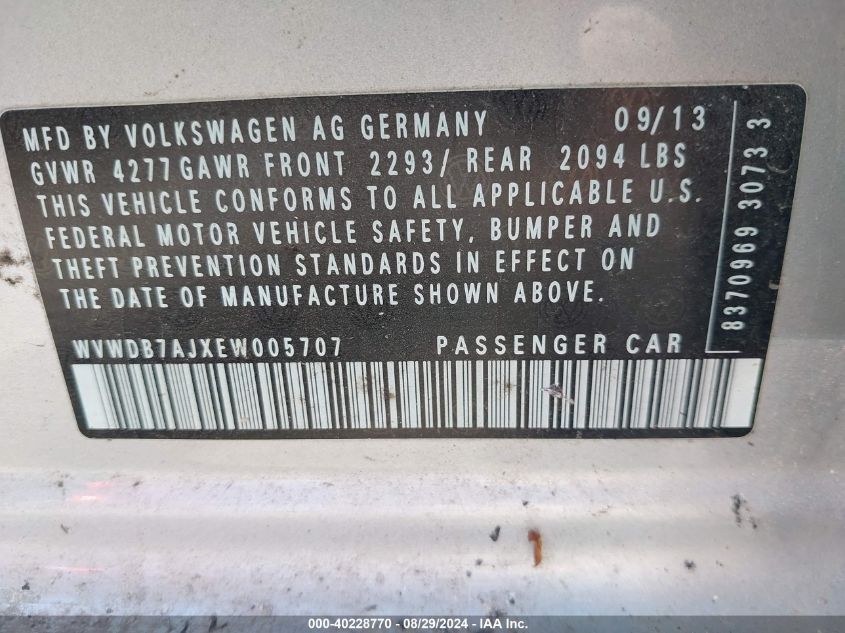 MFD BY VOLKSWAGEN AG GERMANY 09/13
GVWR 4277 GAWR FRONT 2293/ REAR 2094 LBS
THIS VEHICLE CONFORMS TO ALL APPLICABLE U.S.
FEDERAL MOTOR VEHICLE SAFETY, BUMPER AND
THEFT PREVENTION STANDARDS IN EFFECT ON
THE DATE OF MANUFACTURE SHOWN ABOVE.
WVWDB7AJXEW005707 PASSENGER CAR
8370969 3073 3
000-40228770 - 08/29/2024 - IAA Inc.